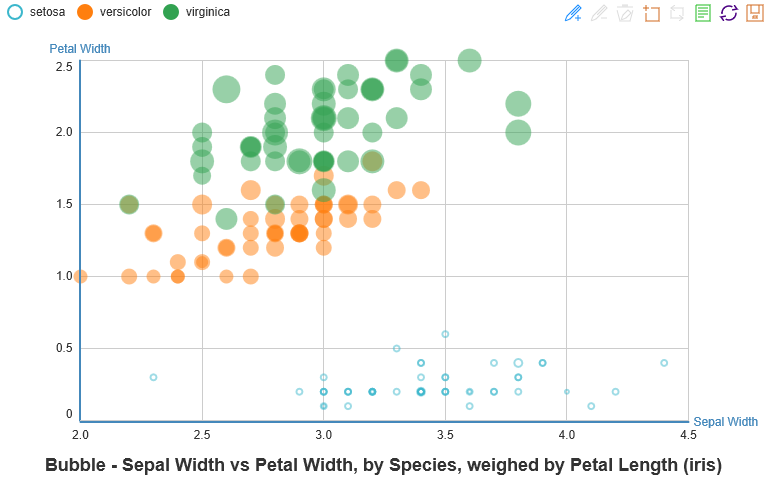 setosa versicolor virginica
Petal Width
2.5
2.0
1.5
1.0
0.5
0
2.0 2.5 3.0 3.5 4.0 4.5
Sepal Width
Bubble - Sepal Width vs Petal Width, by Species, weighed by Petal Length (iris)